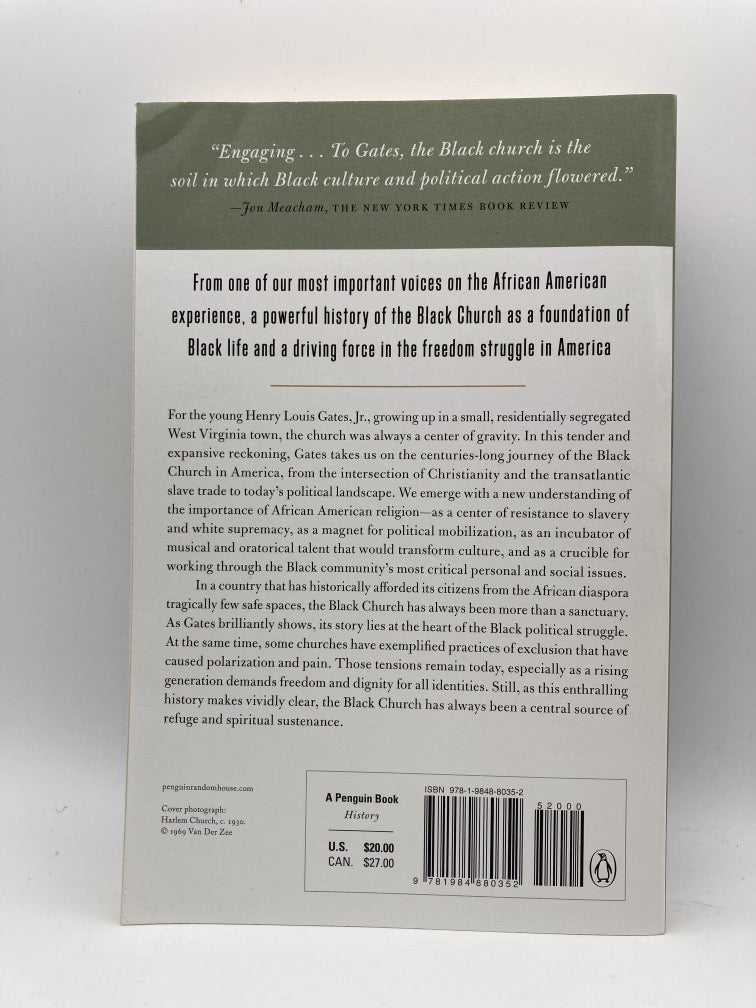 “Engaging . . . To Gates, the Black church is the
soil in which Black culture and political action flowered.”
—Jon Meacham, THE NEW YORK TIMES BOOK REVIEW
From one of our most important voices on the African American
experience, a powerful history of the Black Church as a foundation of
Black life and a driving force in the freedom struggle in America
For the young Henry Louis Gates, Jr., growing up in a small, residentially segregated
West Virginia town, the church was always a center of gravity. In this tender and
expansive reckoning, Gates takes us on the centuries-long journey of the Black
Church in America, from the intersection of Christianity and the transatlantic
slave trade to today’s political landscape. We emerge with a new understanding of
the importance of African American religion—as a center of resistance to slavery
and white supremacy, as a magnet for political mobilization, as an incubator of
musical and oratorical talent that would transform culture, and as a crucible for
working through the Black community’s most critical personal and social issues.
In a country that has historically afforded its citizens from the African diaspora
tragically few safe spaces, the Black Church has always been more than a sanctuary.
As Gates brilliantly shows, its story lies at the heart of the Black political struggle.
At the same time, some churches have exemplified practices of exclusion that have
caused polarization and pain. Those tensions remain today, especially as a rising
generation demands freedom and dignity for all identities. Still, as this enthralling
history makes vividly clear, the Black Church has always been a central source of
refuge and spiritual sustenance.
penguinrandomhouse.com
Cover photograph:
Harlem Church, c. 1930.
© 1969 Van Der Zee
A Penguin Book
History
U.S. $20.00
CAN. $27.00
ISBN 978-1-9848-8035-2
52000
9 781984 880352